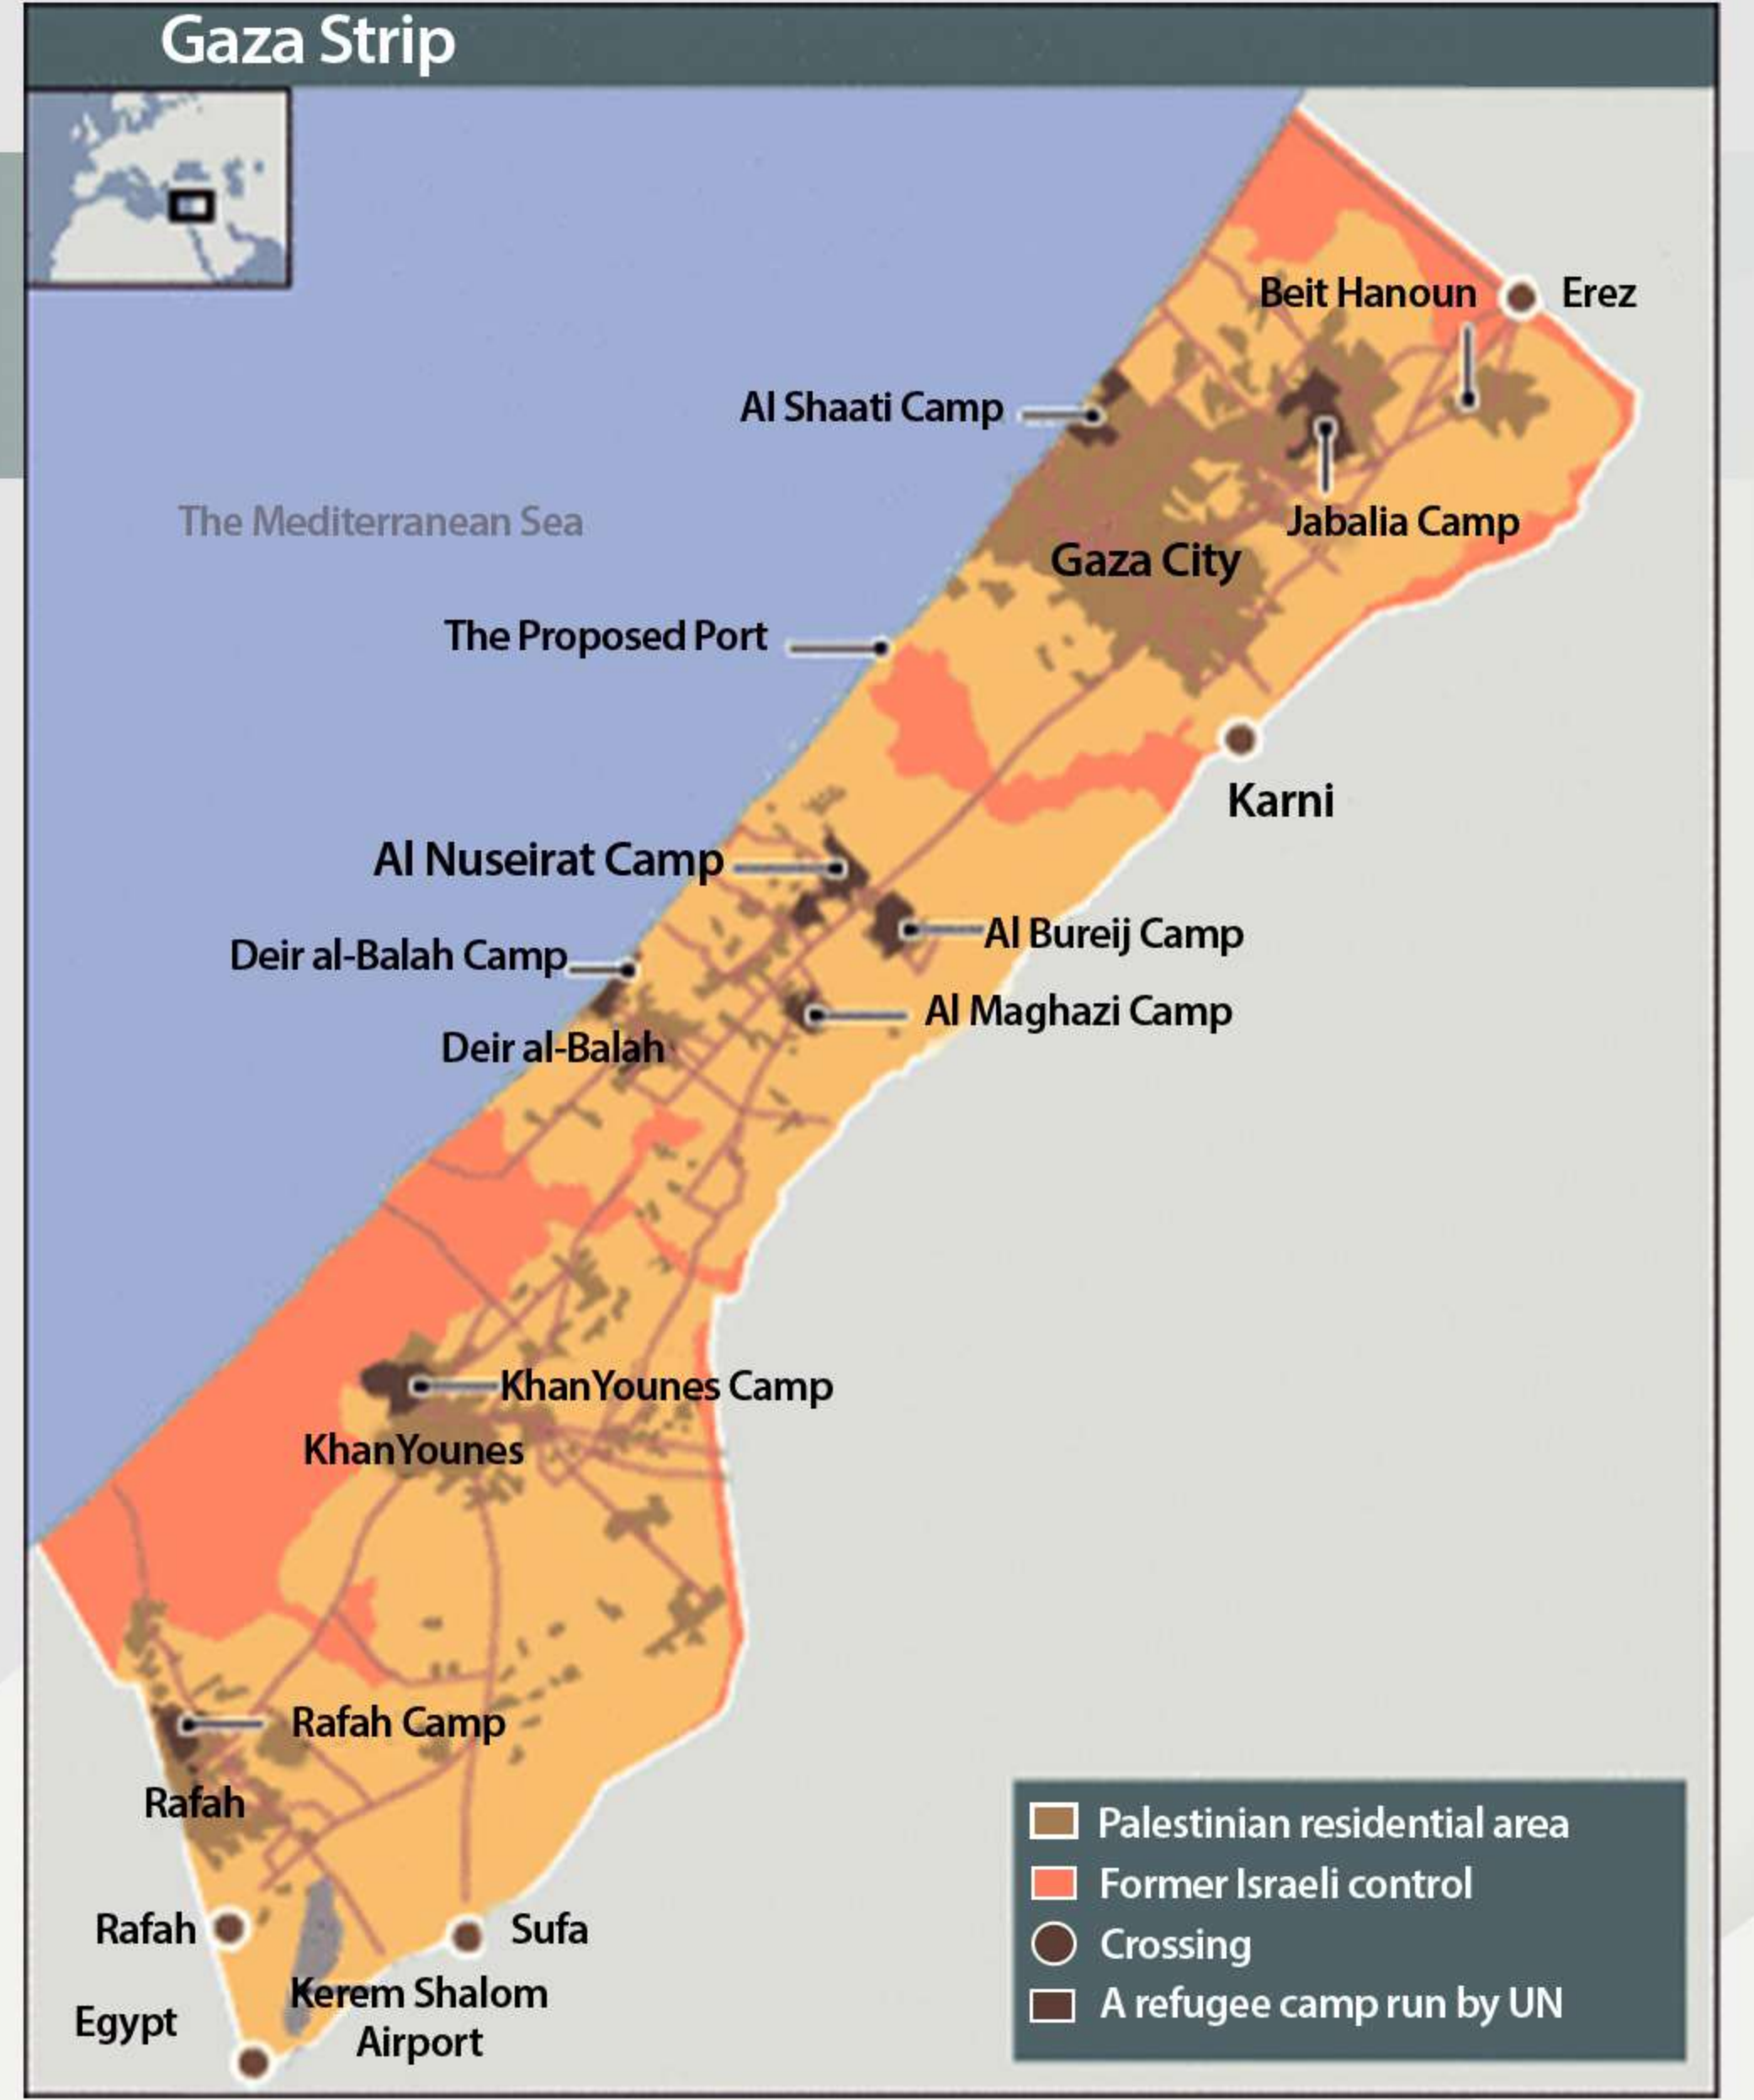 Gaza Strip
Beit Hanoun
Erez
Al Shaati Camp
The Mediterranean Sea
Jabalia Camp
Gaza City
The Proposed Port
Karni
Al Nuseirat Camp
Al Bureij Camp
Deir al-Balah Camp
Al Maghazi Camp
Deir al-Balah
KhanYounes Camp
KhanYounes
Rafah Camp
Rafah
Rafah
Sufa
Kerem Shalom
Airport
Egypt
Palestinian residential area
Former Israeli control
Crossing
A refugee camp run by UN